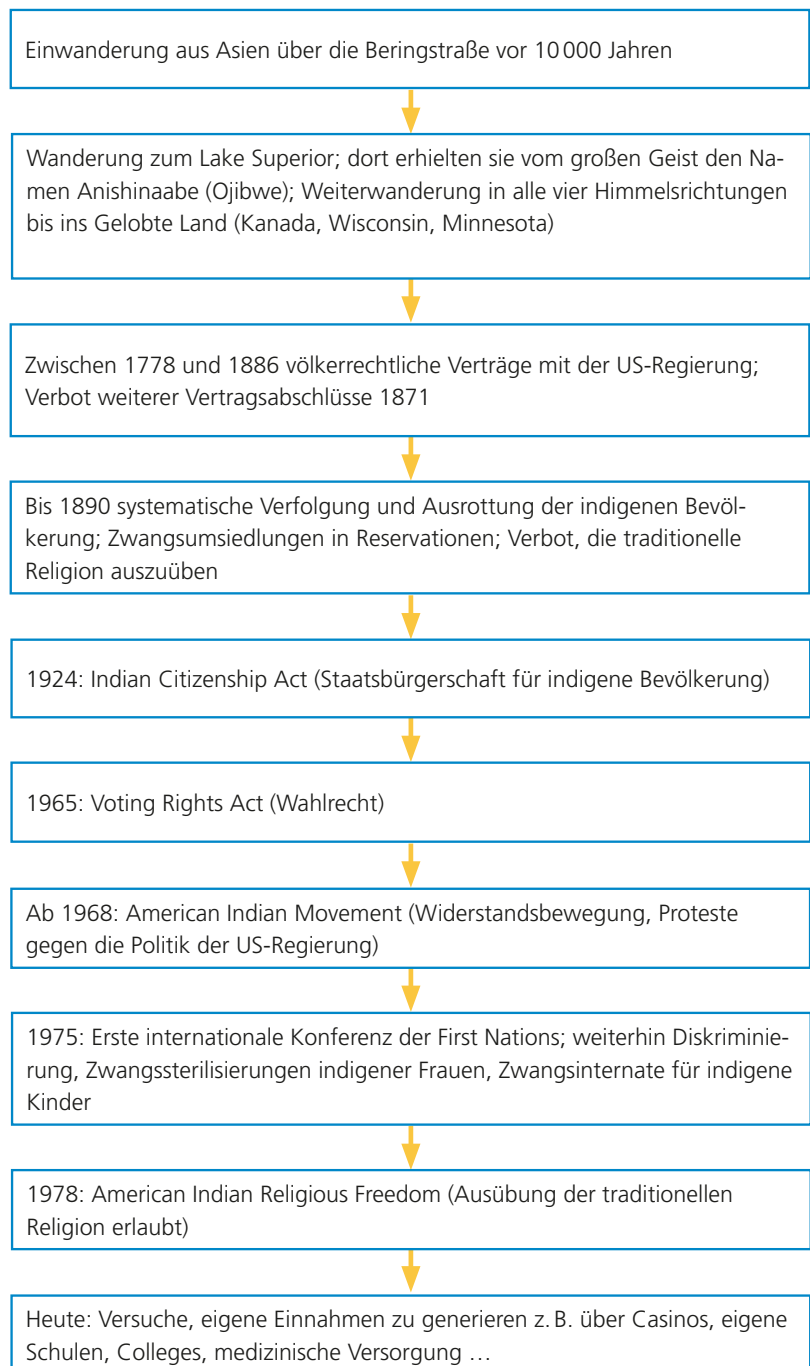 Einwanderung aus Asien über die Beringstraße vor 10 000 Jahren
Wanderung zum Lake Superior; dort erhielten sie vom großen Geist den Na-
men Anishinaabe (Ojibwe); Weiterwanderung in alle vier Himmelsrichtungen
bis ins Gelobte Land (Kanada, Wisconsin, Minnesota)
Zwischen 1778 und 1886 völkerrechtliche Verträge mit der US-Regierung;
Verbot weiterer Vertragsabschlüsse 1871
Bis 1890 systematische Verfolgung und Ausrottung der indigenen Bevöl-
kerung; Zwangsumsiedlungen in Reservationen; Verbot, die traditionelle
Religion auszuüben
1924: Indian Citizenship Act (Staatsbürgerschaft für indigene Bevölkerung)
1965: Voting Rights Act (Wahlrecht)
Ab 1968: American Indian Movement (Widerstandsbewegung, Proteste
gegen die Politik der US-Regierung)
1975: Erste internationale Konferenz der First Nations; weiterhin Diskriminie-
rung, Zwangssterilisierungen indigener Frauen, Zwangsinternate für indigene
Kinder
1978: American Indian Religious Freedom (Ausübung der traditionellen
Religion erlaubt)
Heute: Versuche, eigene Einnahmen zu generieren z. B. über Casinos, eigene
Schulen, Colleges, medizinische Versorgung …